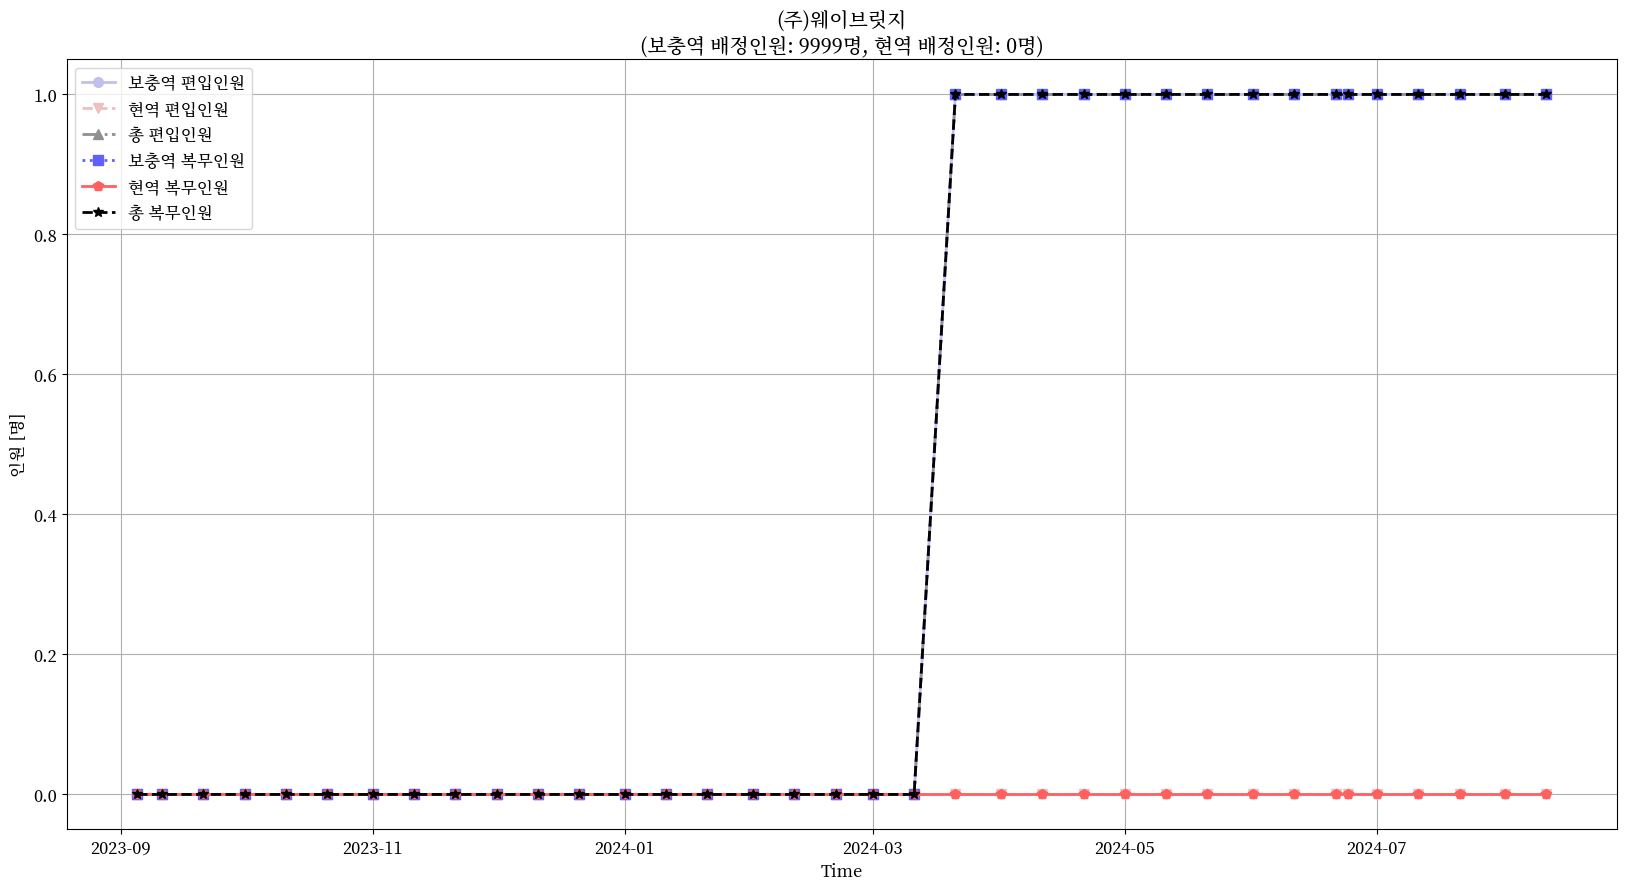 (주)웨이브릿지
(보충역 배정인원: 9999명, 현역 배정인원: 0명)
보충역 편입인원
현역 편입인원
총 편입인원
보충역 복무인원
현역 복무인원
총 복무인원
1.0
0.8
0.6
0.4
0.2
0.0
인원 [명]
2023-09
2023-11
2024-01
2024-03
2024-05
2024-07
Time